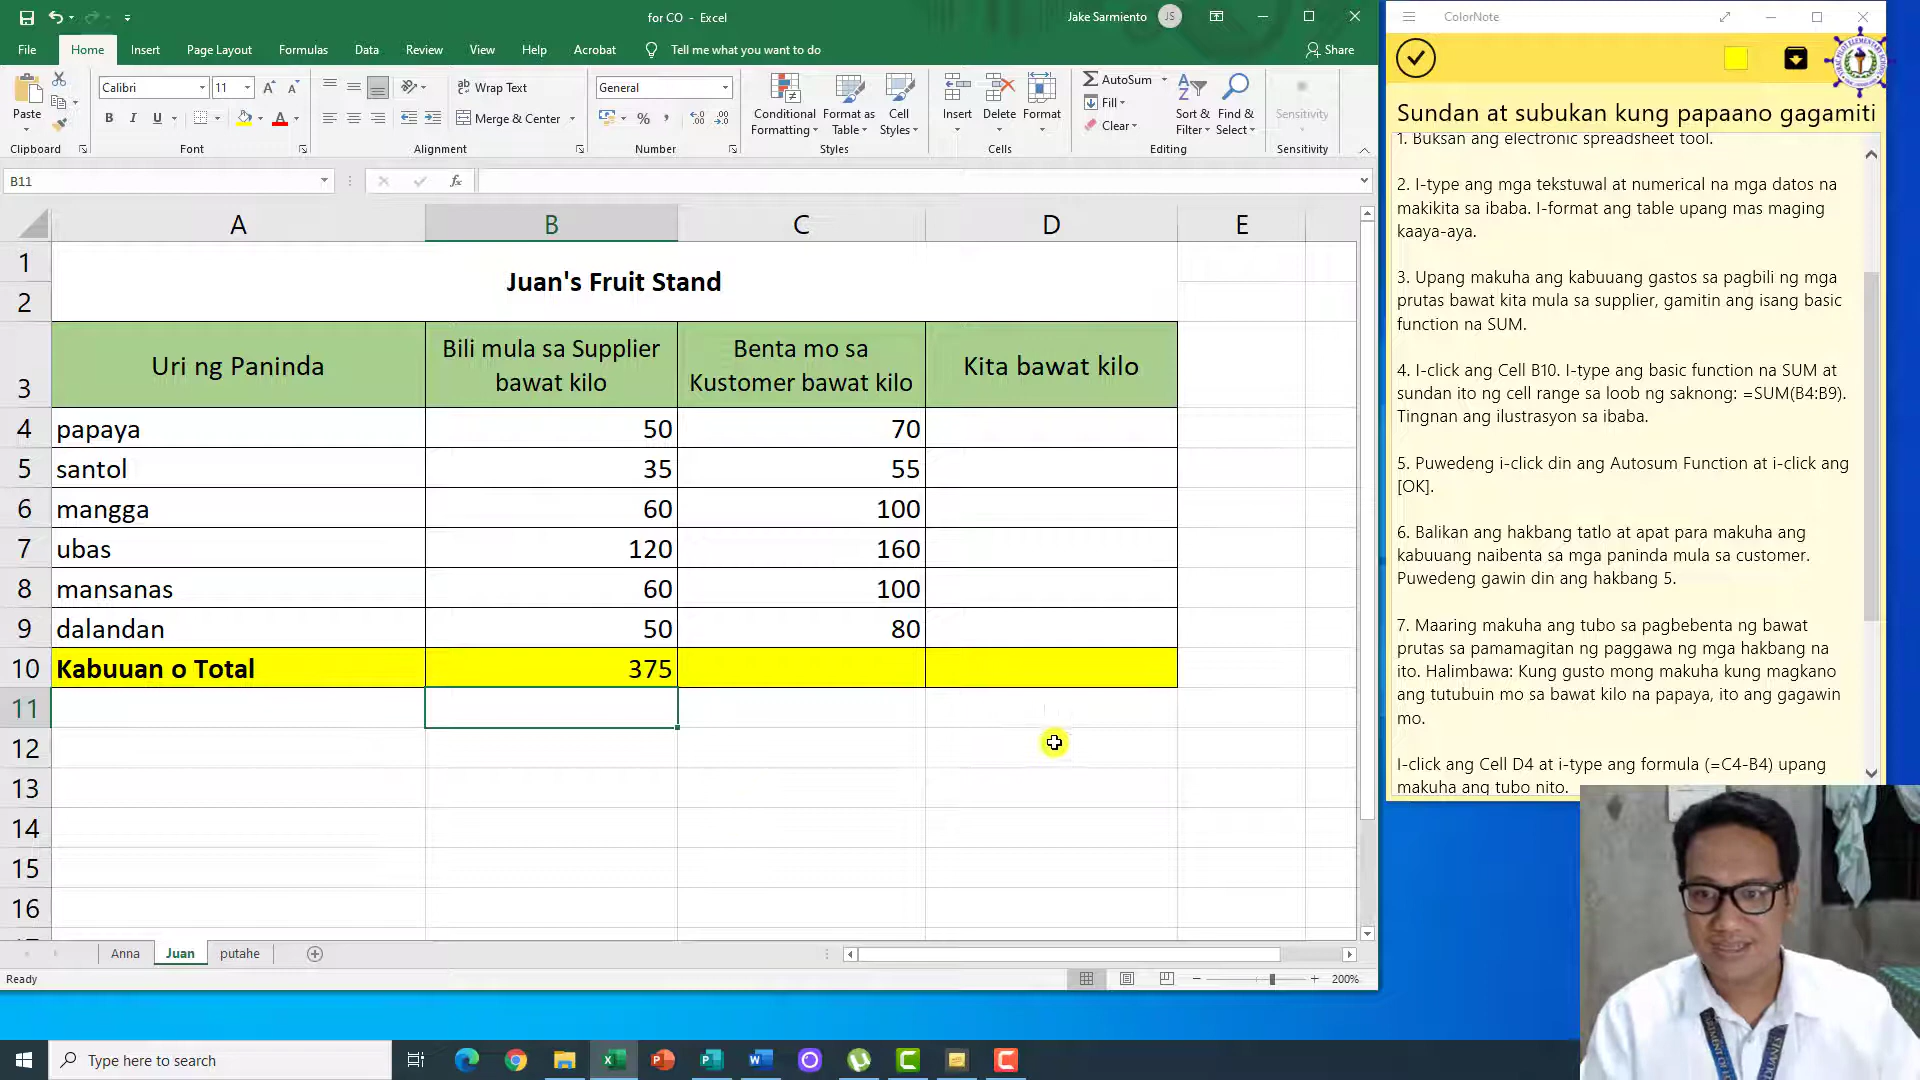 for CO - Excel
Jake Sarmiento
JS
File Home Insert Page Layout Formulas Data Review View Help Acrobat Tell me what you want to do Share
Paste
Clipboard
Calibri 11
B I U
Font
Wrap Text
Merge & Center
Alignment
General
Number
Conditional Formatting
Format as Table
Cell Styles
Styles
Insert Delete Format
Cells
AutoSum
Fill
Clear
Sort & Filter
Find & Select
Editing
Sensitivity
Sensitivity
B11
fx
A B C D E
1
2
Juan's Fruit Stand
3 Uri ng Paninda Bili mula sa Supplier bawat kilo Benta mo sa Kustomer bawat kilo Kita bawat kilo
4 papaya 50 70
5 santol 35 55
6 mangga 60 100
7 ubas 120 160
8 mansanas 60 100
9 dalandan 50 80
10 Kabuuan o Total 375
11
12
13
14
15
16
Anna Juan putahe
Ready
200%
Type here to search
ColorNote
Sundan at subukan kung papaano gagamiti
1. Buksan ang electronic spreadsheet tool.
2. I-type ang mga tekstuwal at numerical na mga datos na
makikita sa ibaba. I-format ang table upang mas maging
kaaya-aya.
3. Upang makuha ang kabuuang gastos sa pagbili ng mga
prutas bawat kita mula sa supplier, gamitin ang isang basic
function na SUM.
4. I-click ang Cell B10. I-type ang basic function na SUM at
sundan ito ng cell range sa loob ng saknong: =SUM(B4:B9).
Tingnan ang ilustrasyon sa ibaba.
5. Puwedeng i-click din ang Autosum Function at i-click ang
[OK].
6. Balikan ang hakbang tatlo at apat para makuha ang
kabuuang naibenta sa mga paninda mula sa customer.
Puwedeng gawin din ang hakbang 5.
7. Maaring makuha ang tubo sa pagbebenta ng bawat
prutas sa pamamagitan ng paggawa ng mga hakbang na
ito. Halimbawa: Kung gusto mong makuha kung magkano
ang tutubuin mo sa bawat kilo na papaya, ito ang gagawin
mo.
I-click ang Cell D4 at i-type ang formula (=C4-B4) upang
makuha ang tubo nito.